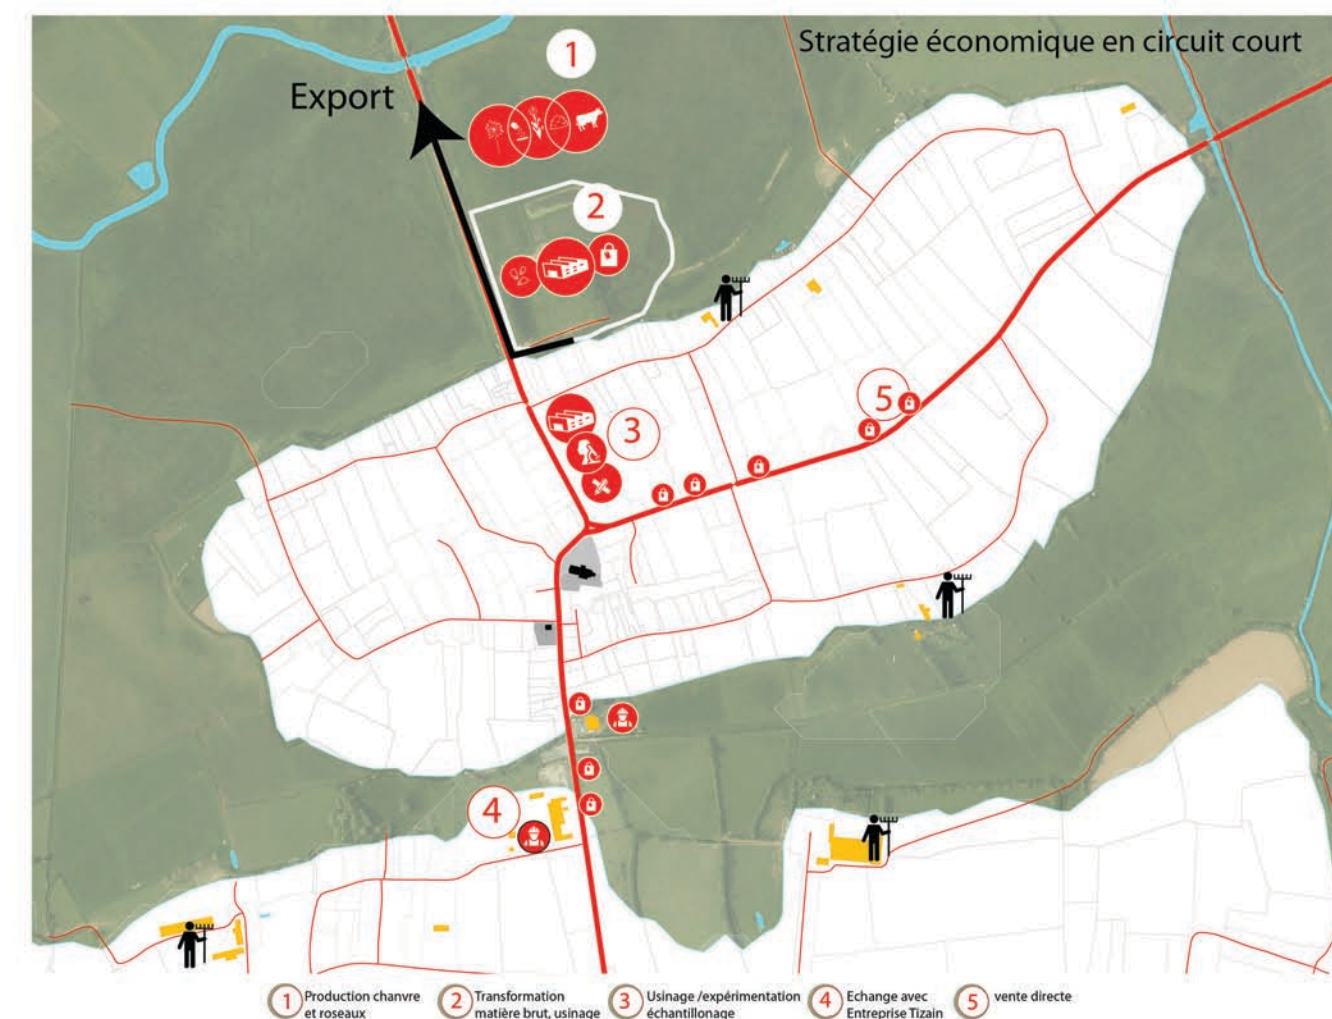 Stratégie économique en circuit court
Export
1
2
3
5
4
1 Production chanvre
et roseaux
2 Transformation
matière brut, usinage
3 Usinage /expérimentation
échantillonage
4 Echange avec
Entreprise Tizain
5 vente directe